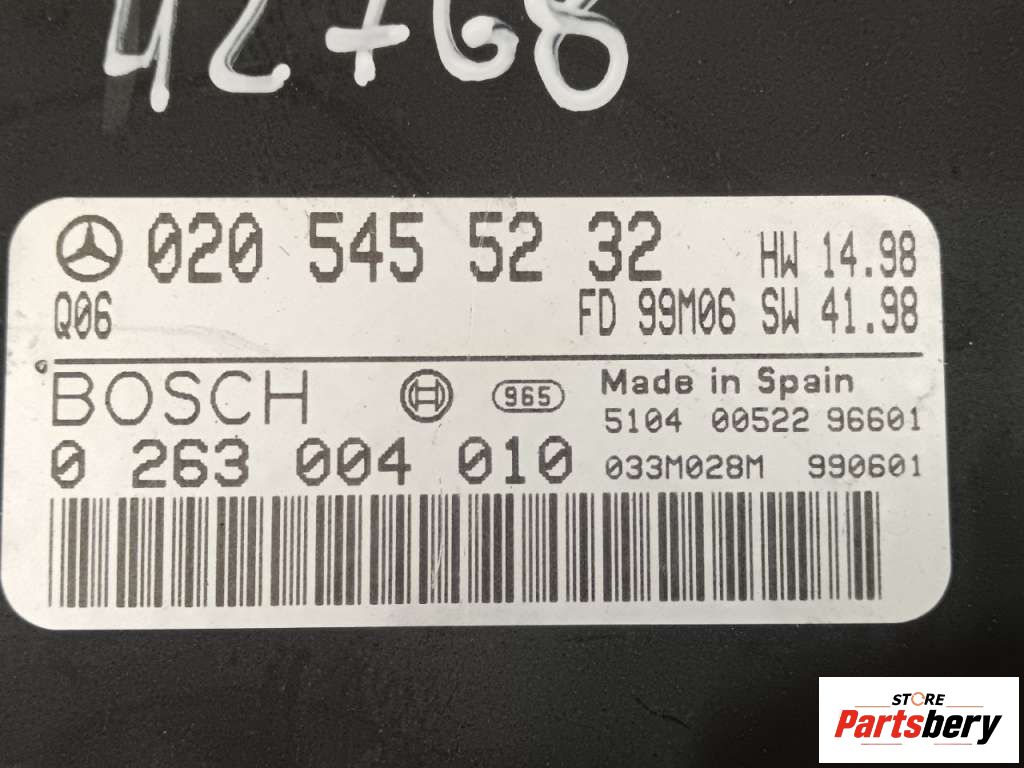 42768
020 545 52 32 HW 14.98
Q06 FD 99M06 SW 41.98
BOSCH 965 Made in Spain
5104 00522 96601
0 263 004 010 033M028M 990601
STORE
Partsbery